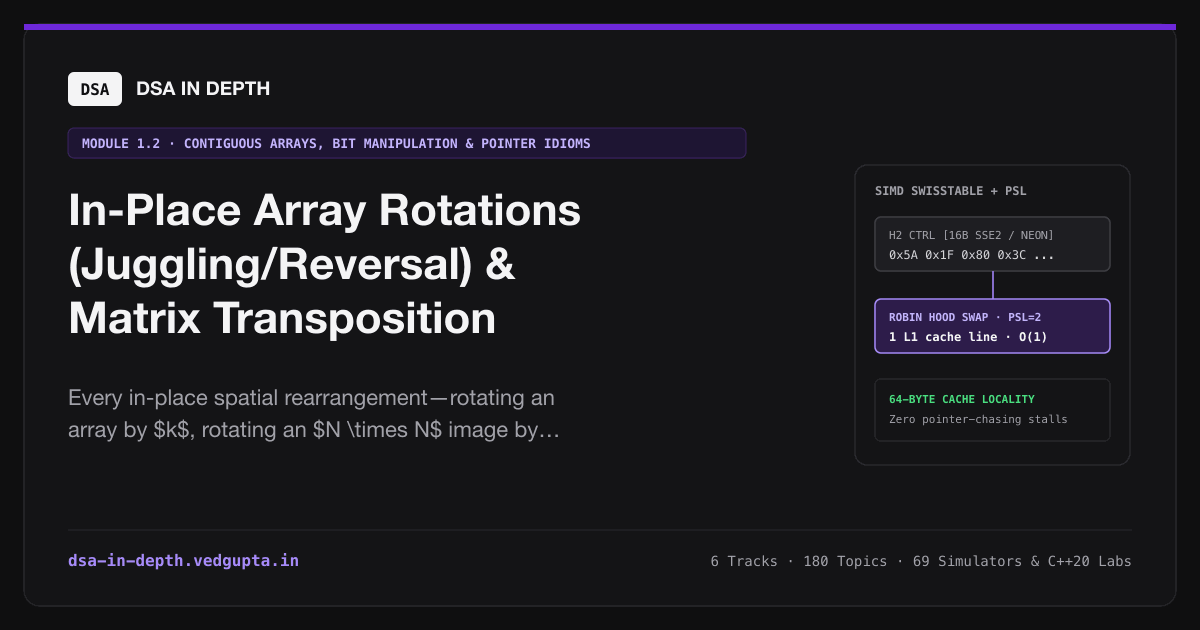 DSA
DSA IN DEPTH
MODULE 1.2 · CONTIGUOUS ARRAYS, BIT MANIPULATION & POINTER IDIOMS
In-Place Array Rotations
(Juggling/Reversal) &
Matrix Transposition
Every in-place spatial rearrangement—rotating an
array by $k$, rotating an $N \times N$ image by…
SIMD SWISSTABLE + PSL
H2 CTRL [16B SSE2 / NEON]
0x5A 0x1F 0x80 0x3C ...
ROBIN HOOD SWAP · PSL=2
1 L1 cache line · O(1)
64-BYTE CACHE LOCALITY
Zero pointer-chasing stalls
dsa-in-depth.vedgupta.in
6 Tracks · 180 Topics · 69 Simulators & C++20 Labs